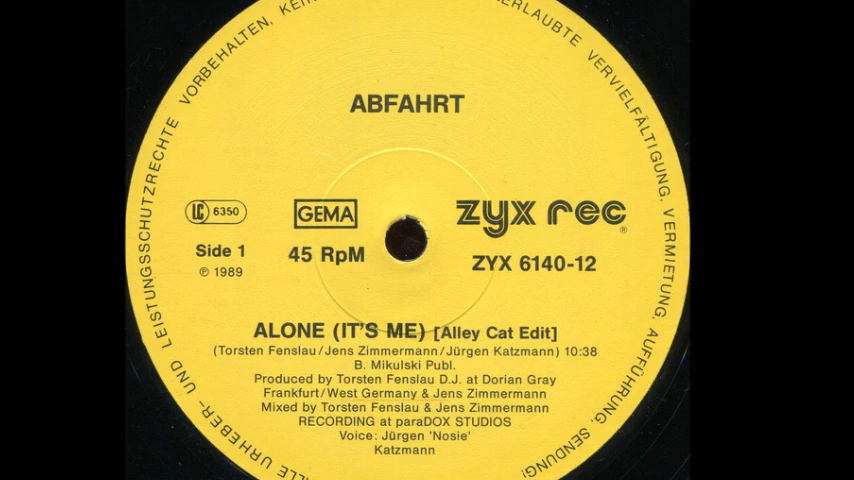 ALLE URHEBER- UND LEISTUNGSSCHUTZRECHTE VORBEHALTEN, KEIN
ERLAUBTE VERVIELFÄLTIGUNG, VERMIETUNG, AUFFÜHRUNG, SENDUNG!
ABFAHRT
LC 6350
GEMA
zyx rec ®
Side 1
℗ 1989
45 RpM
ZYX 6140-12
ALONE (IT'S ME) [Alley Cat Edit]
(Torsten Fenslau/Jens Zimmermann/Jürgen Katzmann) 10:38
B. Mikulski Publ.
Produced by Torsten Fenslau D.J. at Dorian Gray
Frankfurt/West Germany & Jens Zimmermann
Mixed by Torsten Fenslau & Jens Zimmermann
RECORDING at paraDOX STUDIOS
Voice: Jürgen 'Nosie'
Katzmann